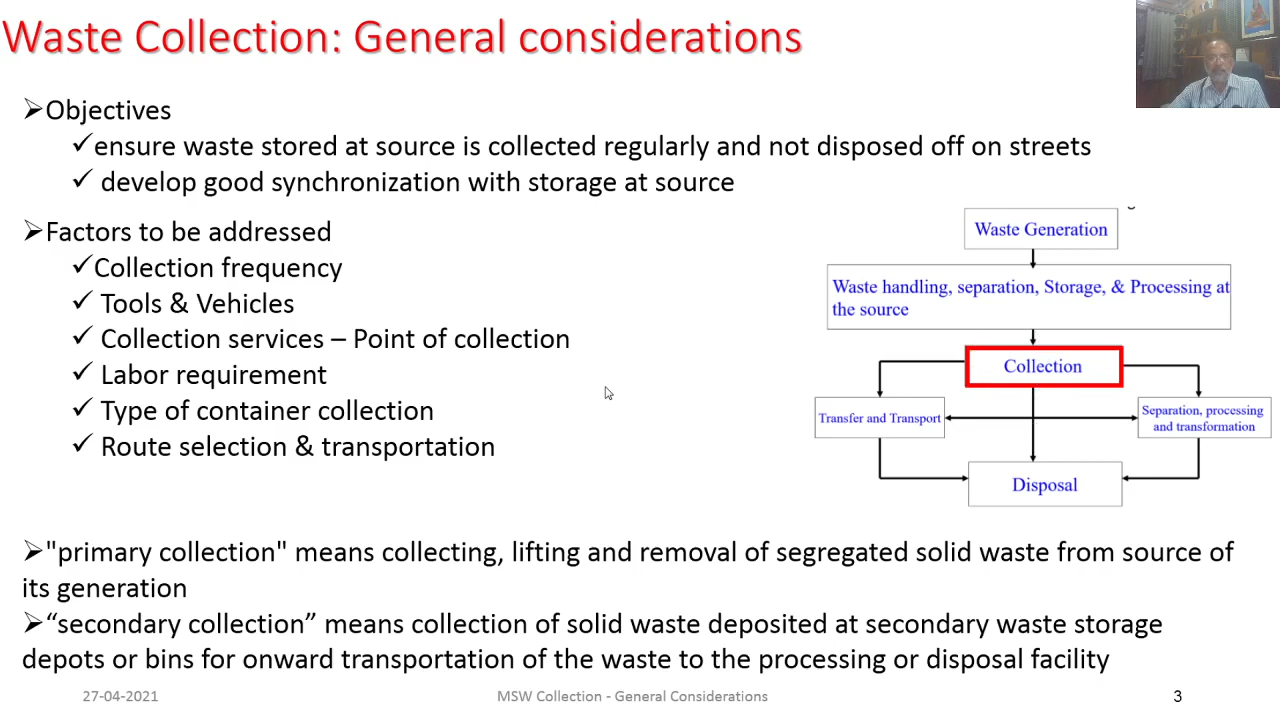 Waste Collection: General considerations
➢Objectives
✓ensure waste stored at source is collected regularly and not disposed off on streets
✓ develop good synchronization with storage at source
➢Factors to be addressed
✓Collection frequency
✓ Tools & Vehicles
✓ Collection services – Point of collection
✓ Labor requirement
✓ Type of container collection
✓ Route selection & transportation
Waste Generation
Waste handling, separation, Storage, & Processing at
the source
Collection
Transfer and Transport
Separation, processing
and transformation
Disposal
➢"primary collection" means collecting, lifting and removal of segregated solid waste from source of
its generation
➢“secondary collection” means collection of solid waste deposited at secondary waste storage
depots or bins for onward transportation of the waste to the processing or disposal facility
27-04-2021
MSW Collection - General Considerations
3